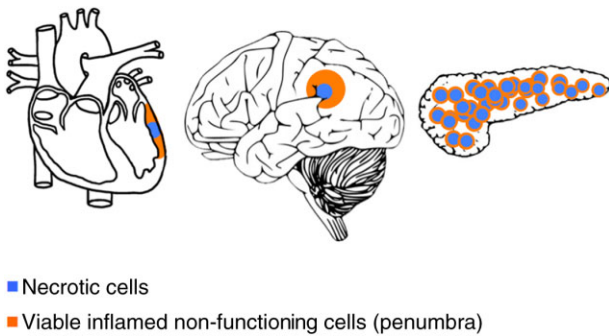 Necrotic cells
Viable inflamed non-functioning cells (penumbra)